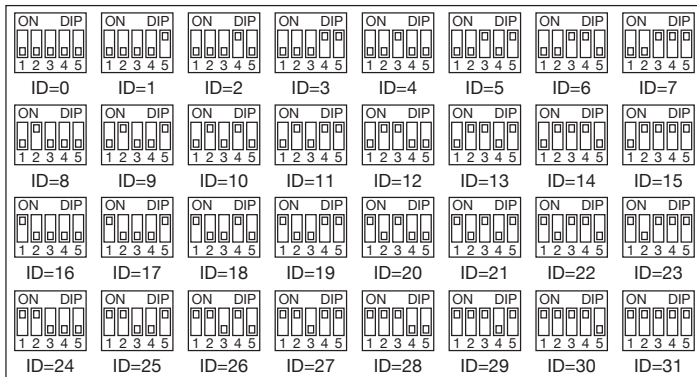 ON DIP ON DIP ON DIP ON DIP ON DIP ON DIP ON DIP ON DIP
1 2 3 4 5 1 2 3 4 5 1 2 3 4 5 1 2 3 4 5 1 2 3 4 5 1 2 3 4 5 1 2 3 4 5 1 2 3 4 5
ID=0 ID=1 ID=2 ID=3 ID=4 ID=5 ID=6 ID=7
ON DIP ON DIP ON DIP ON DIP ON DIP ON DIP ON DIP ON DIP
1 2 3 4 5 1 2 3 4 5 1 2 3 4 5 1 2 3 4 5 1 2 3 4 5 1 2 3 4 5 1 2 3 4 5 1 2 3 4 5
ID=8 ID=9 ID=10 ID=11 ID=12 ID=13 ID=14 ID=15
ON DIP ON DIP ON DIP ON DIP ON DIP ON DIP ON DIP ON DIP
1 2 3 4 5 1 2 3 4 5 1 2 3 4 5 1 2 3 4 5 1 2 3 4 5 1 2 3 4 5 1 2 3 4 5 1 2 3 4 5
ID=16 ID=17 ID=18 ID=19 ID=20 ID=21 ID=22 ID=23
ON DIP ON DIP ON DIP ON DIP ON DIP ON DIP ON DIP ON DIP
1 2 3 4 5 1 2 3 4 5 1 2 3 4 5 1 2 3 4 5 1 2 3 4 5 1 2 3 4 5 1 2 3 4 5 1 2 3 4 5
ID=24 ID=25 ID=26 ID=27 ID=28 ID=29 ID=30 ID=31